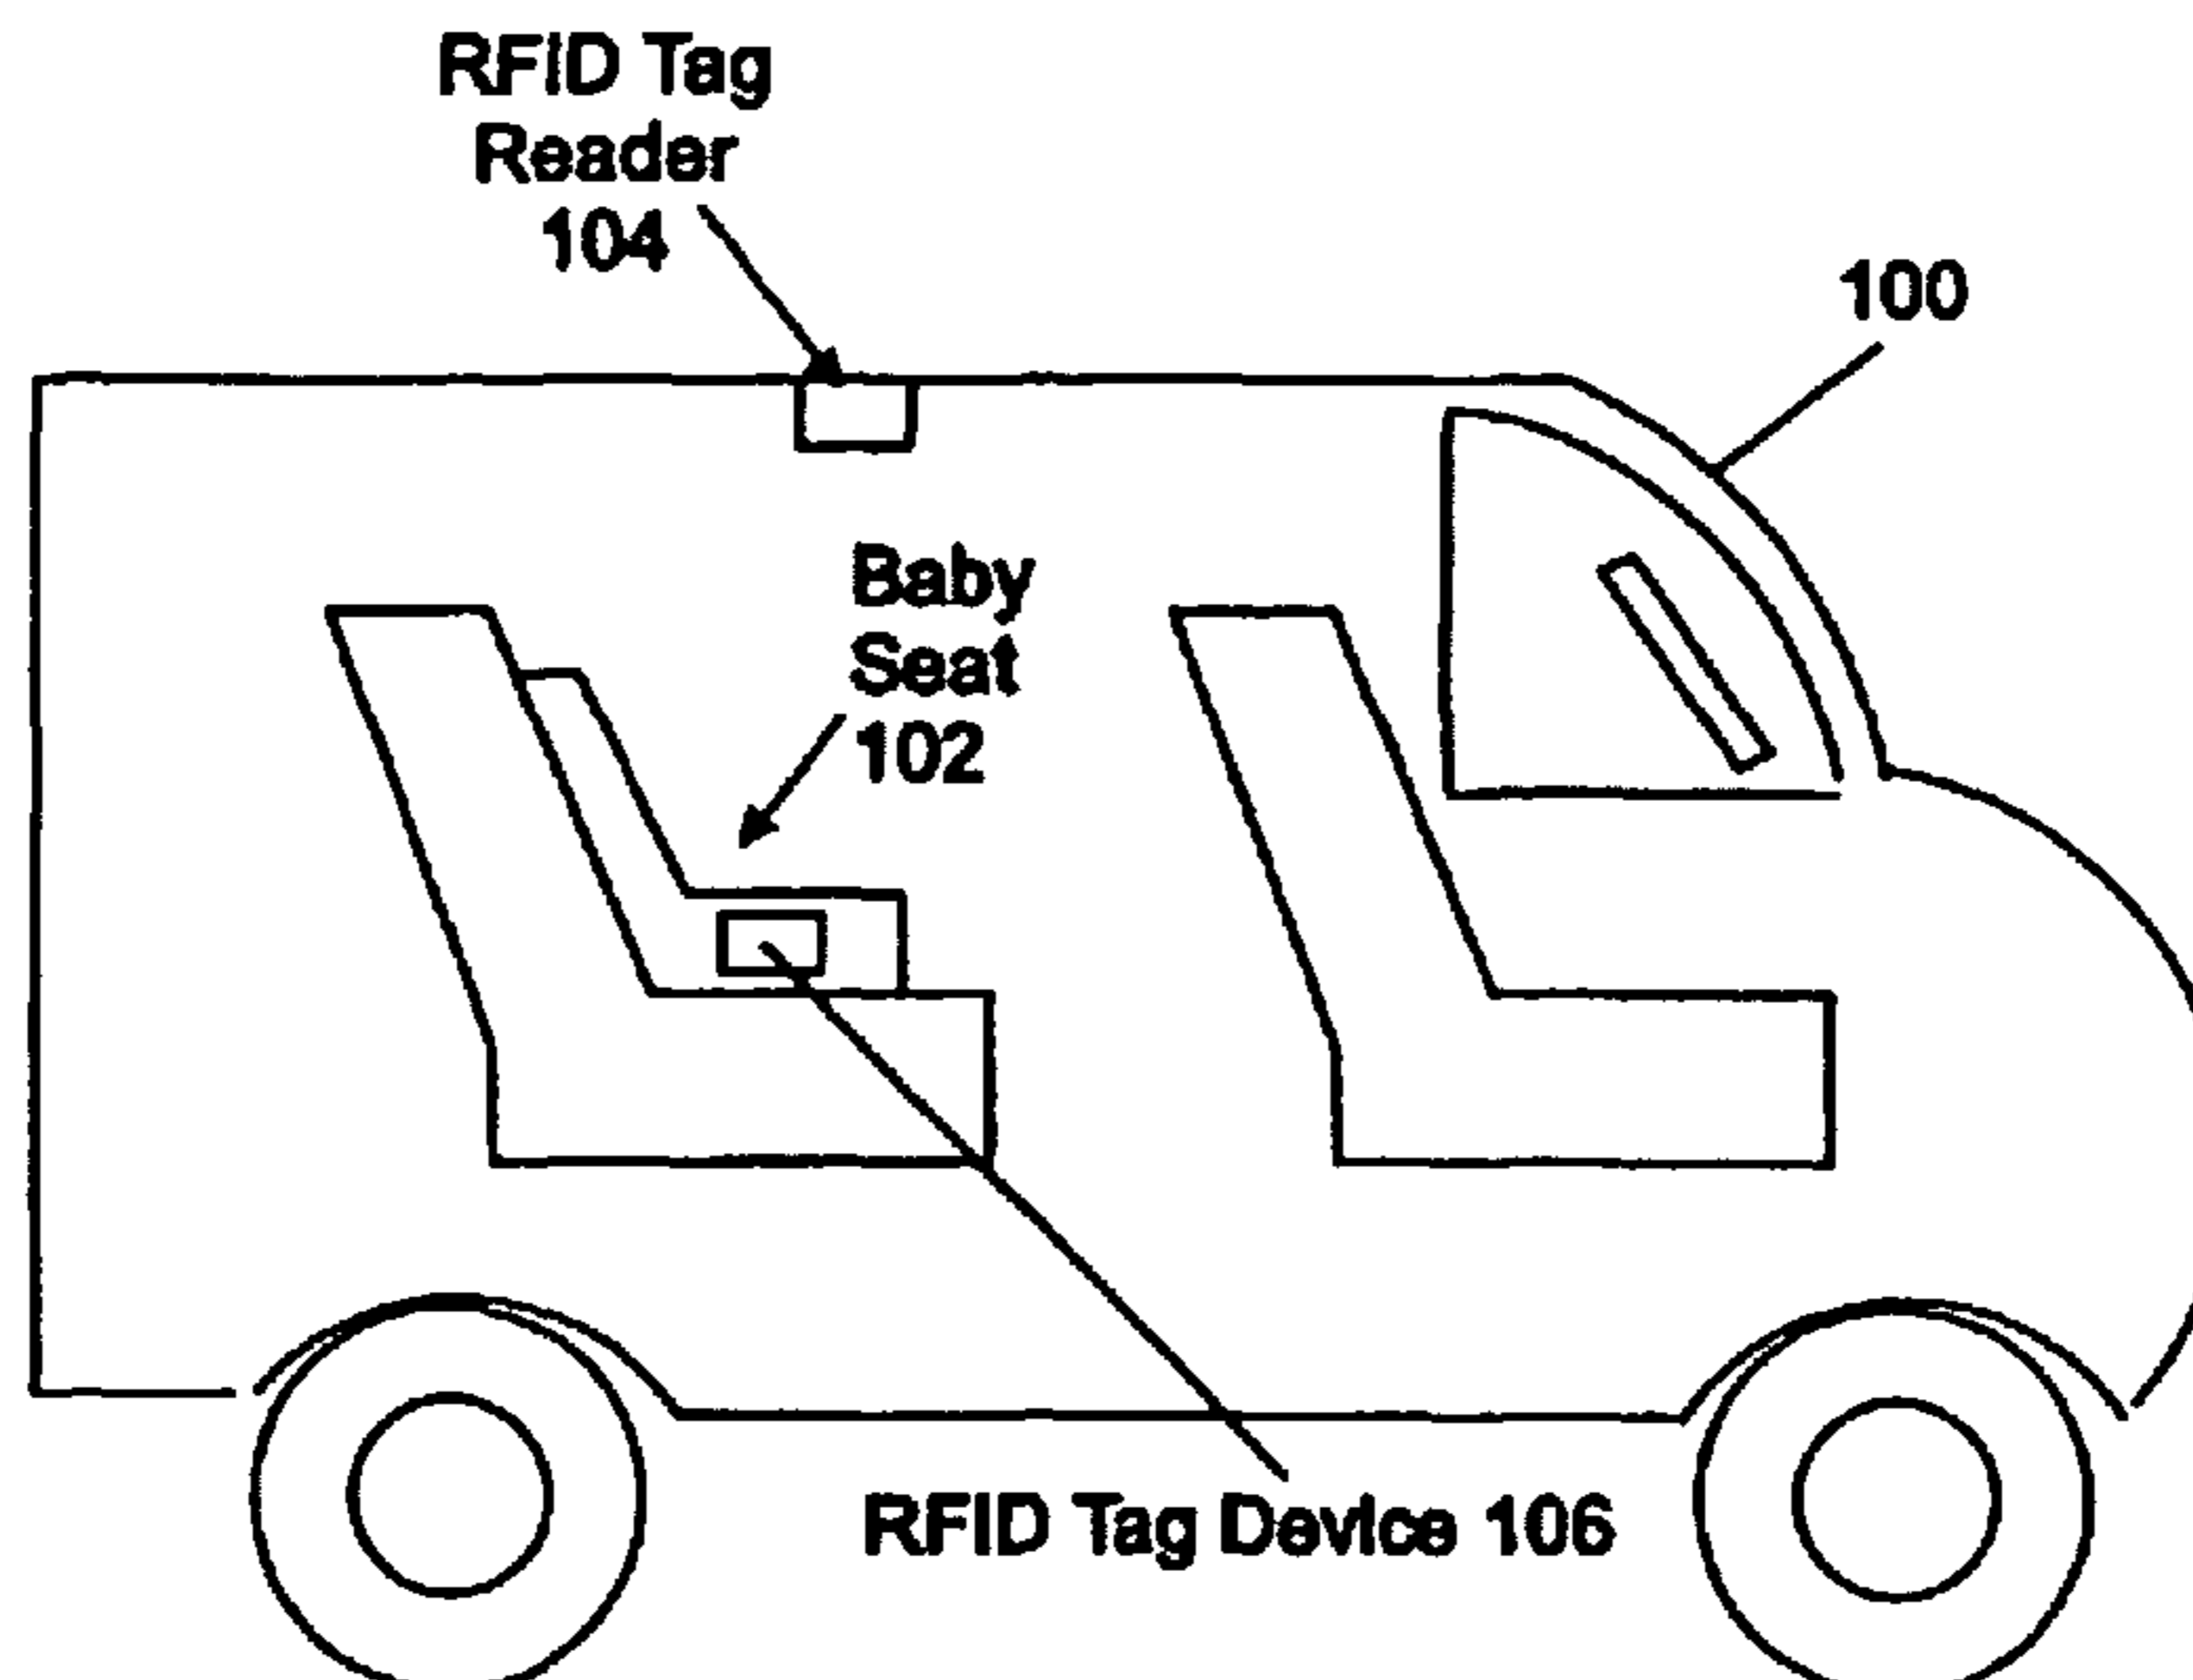 RFID Tag
Reader
104
100
Baby
Seat
102
RFID Tag Device 106